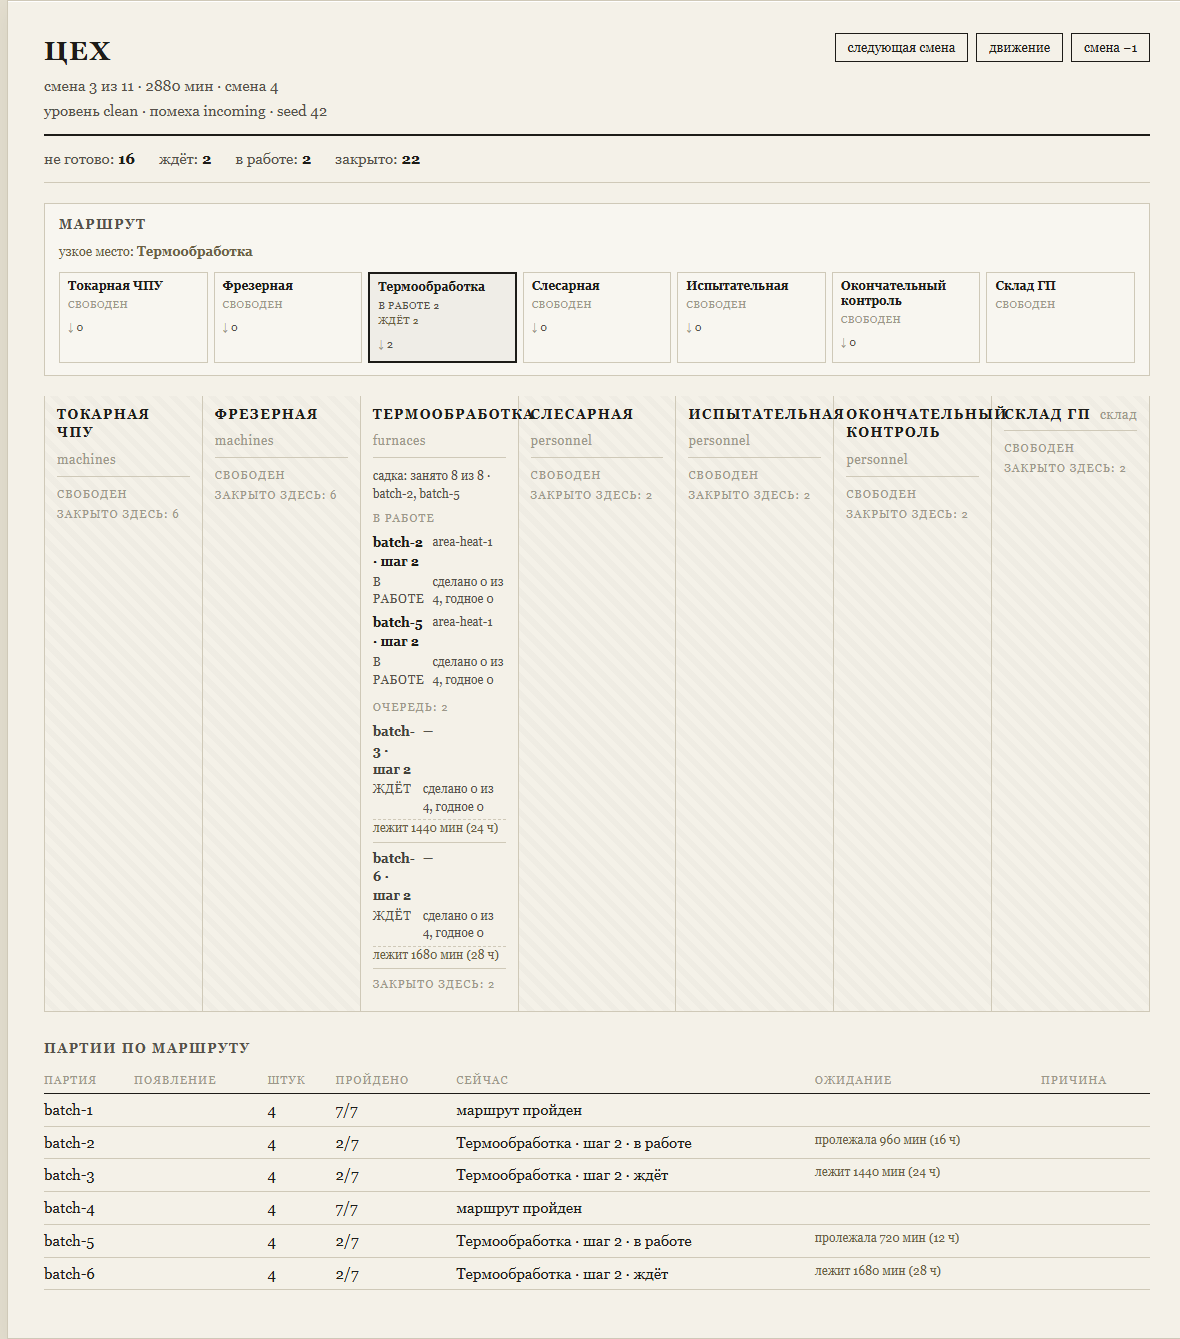 ЦЕХ
следующая смена
движение
смена −1
смена 3 из 11 · 2880 мин · смена 4
уровень clean · помеха incoming · seed 42
не готово: 16 ждёт: 2 в работе: 2 закрыто: 22
МАРШРУТ
узкое место: Термообработка
Токарная ЧПУ
СВОБОДЕН
↓ 0
Фрезерная
СВОБОДЕН
↓ 0
Термообработка
В РАБОТЕ 2
ЖДЁТ 2
↓ 2
Слесарная
СВОБОДЕН
↓ 0
Испытательная
СВОБОДЕН
↓ 0
Окончательный
контроль
СВОБОДЕН
↓ 0
Склад ГП
СВОБОДЕН
ТОКАРНАЯ
ЧПУ
machines
СВОБОДЕН
ЗАКРЫТО ЗДЕСЬ: 6
ФРЕЗЕРНАЯ
machines
СВОБОДЕН
ЗАКРЫТО ЗДЕСЬ: 6
ТЕРМООБРАБОТКА
furnaces
садка: занято 8 из 8 ·
batch-2, batch-5
В РАБОТЕ
batch-2 area-heat-1
· шаг 2
В сделано 0 из
РАБОТЕ 4, годное 0
batch-5 area-heat-1
· шаг 2
В сделано 0 из
РАБОТЕ 4, годное 0
ОЧЕРЕДЬ: 2
batch- —
3 ·
шаг 2
ЖДЁТ сделано 0 из
4, годное 0
лежит 1440 мин (24 ч)
batch- —
6 ·
шаг 2
ЖДЁТ сделано 0 из
4, годное 0
лежит 1680 мин (28 ч)
ЗАКРЫТО ЗДЕСЬ: 2
СЛЕСАРНАЯ
personnel
СВОБОДЕН
ЗАКРЫТО ЗДЕСЬ: 2
ИСПЫТАТЕЛЬНАЯ
personnel
СВОБОДЕН
ЗАКРЫТО ЗДЕСЬ: 2
ОКОНЧАТЕЛЬНЫЙ
КОНТРОЛЬ
personnel
СВОБОДЕН
ЗАКРЫТО ЗДЕСЬ: 2
СКЛАД ГП склад
СВОБОДЕН
ЗАКРЫТО ЗДЕСЬ: 2
ПАРТИИ ПО МАРШРУТУ
ПАРТИЯ ПОЯВЛЕНИЕ ШТУК ПРОЙДЕНО СЕЙЧАС ОЖИДАНИЕ ПРИЧИНА
batch-1 4 7/7 маршрут пройден
batch-2 4 2/7 Термообработка · шаг 2 · в работе пролежала 960 мин (16 ч)
batch-3 4 2/7 Термообработка · шаг 2 · ждёт лежит 1440 мин (24 ч)
batch-4 4 7/7 маршрут пройден
batch-5 4 2/7 Термообработка · шаг 2 · в работе пролежала 720 мин (12 ч)
batch-6 4 2/7 Термообработка · шаг 2 · ждёт лежит 1680 мин (28 ч)